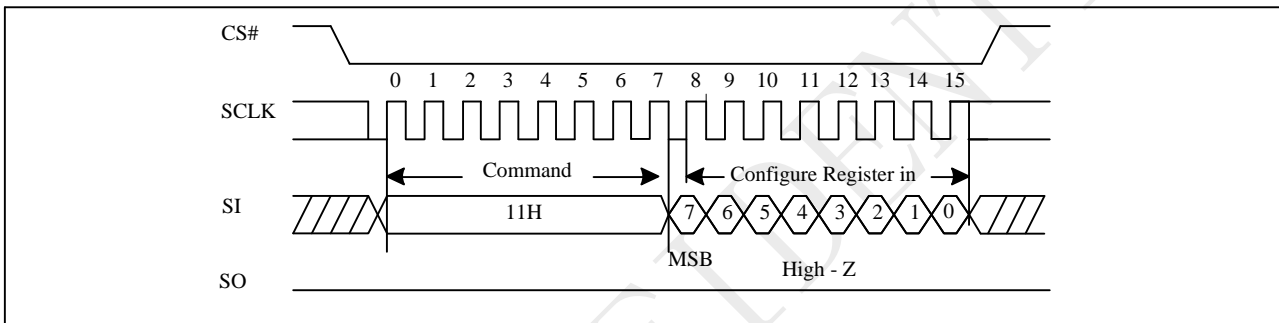 CS#
0 1 2 3 4 5 6 7 8 9 10 11 12 13 14 15
SCLK
Command
Configure Register in
SI
11H
7 6 5 4 3 2 1 0
MSB
High - Z
SO